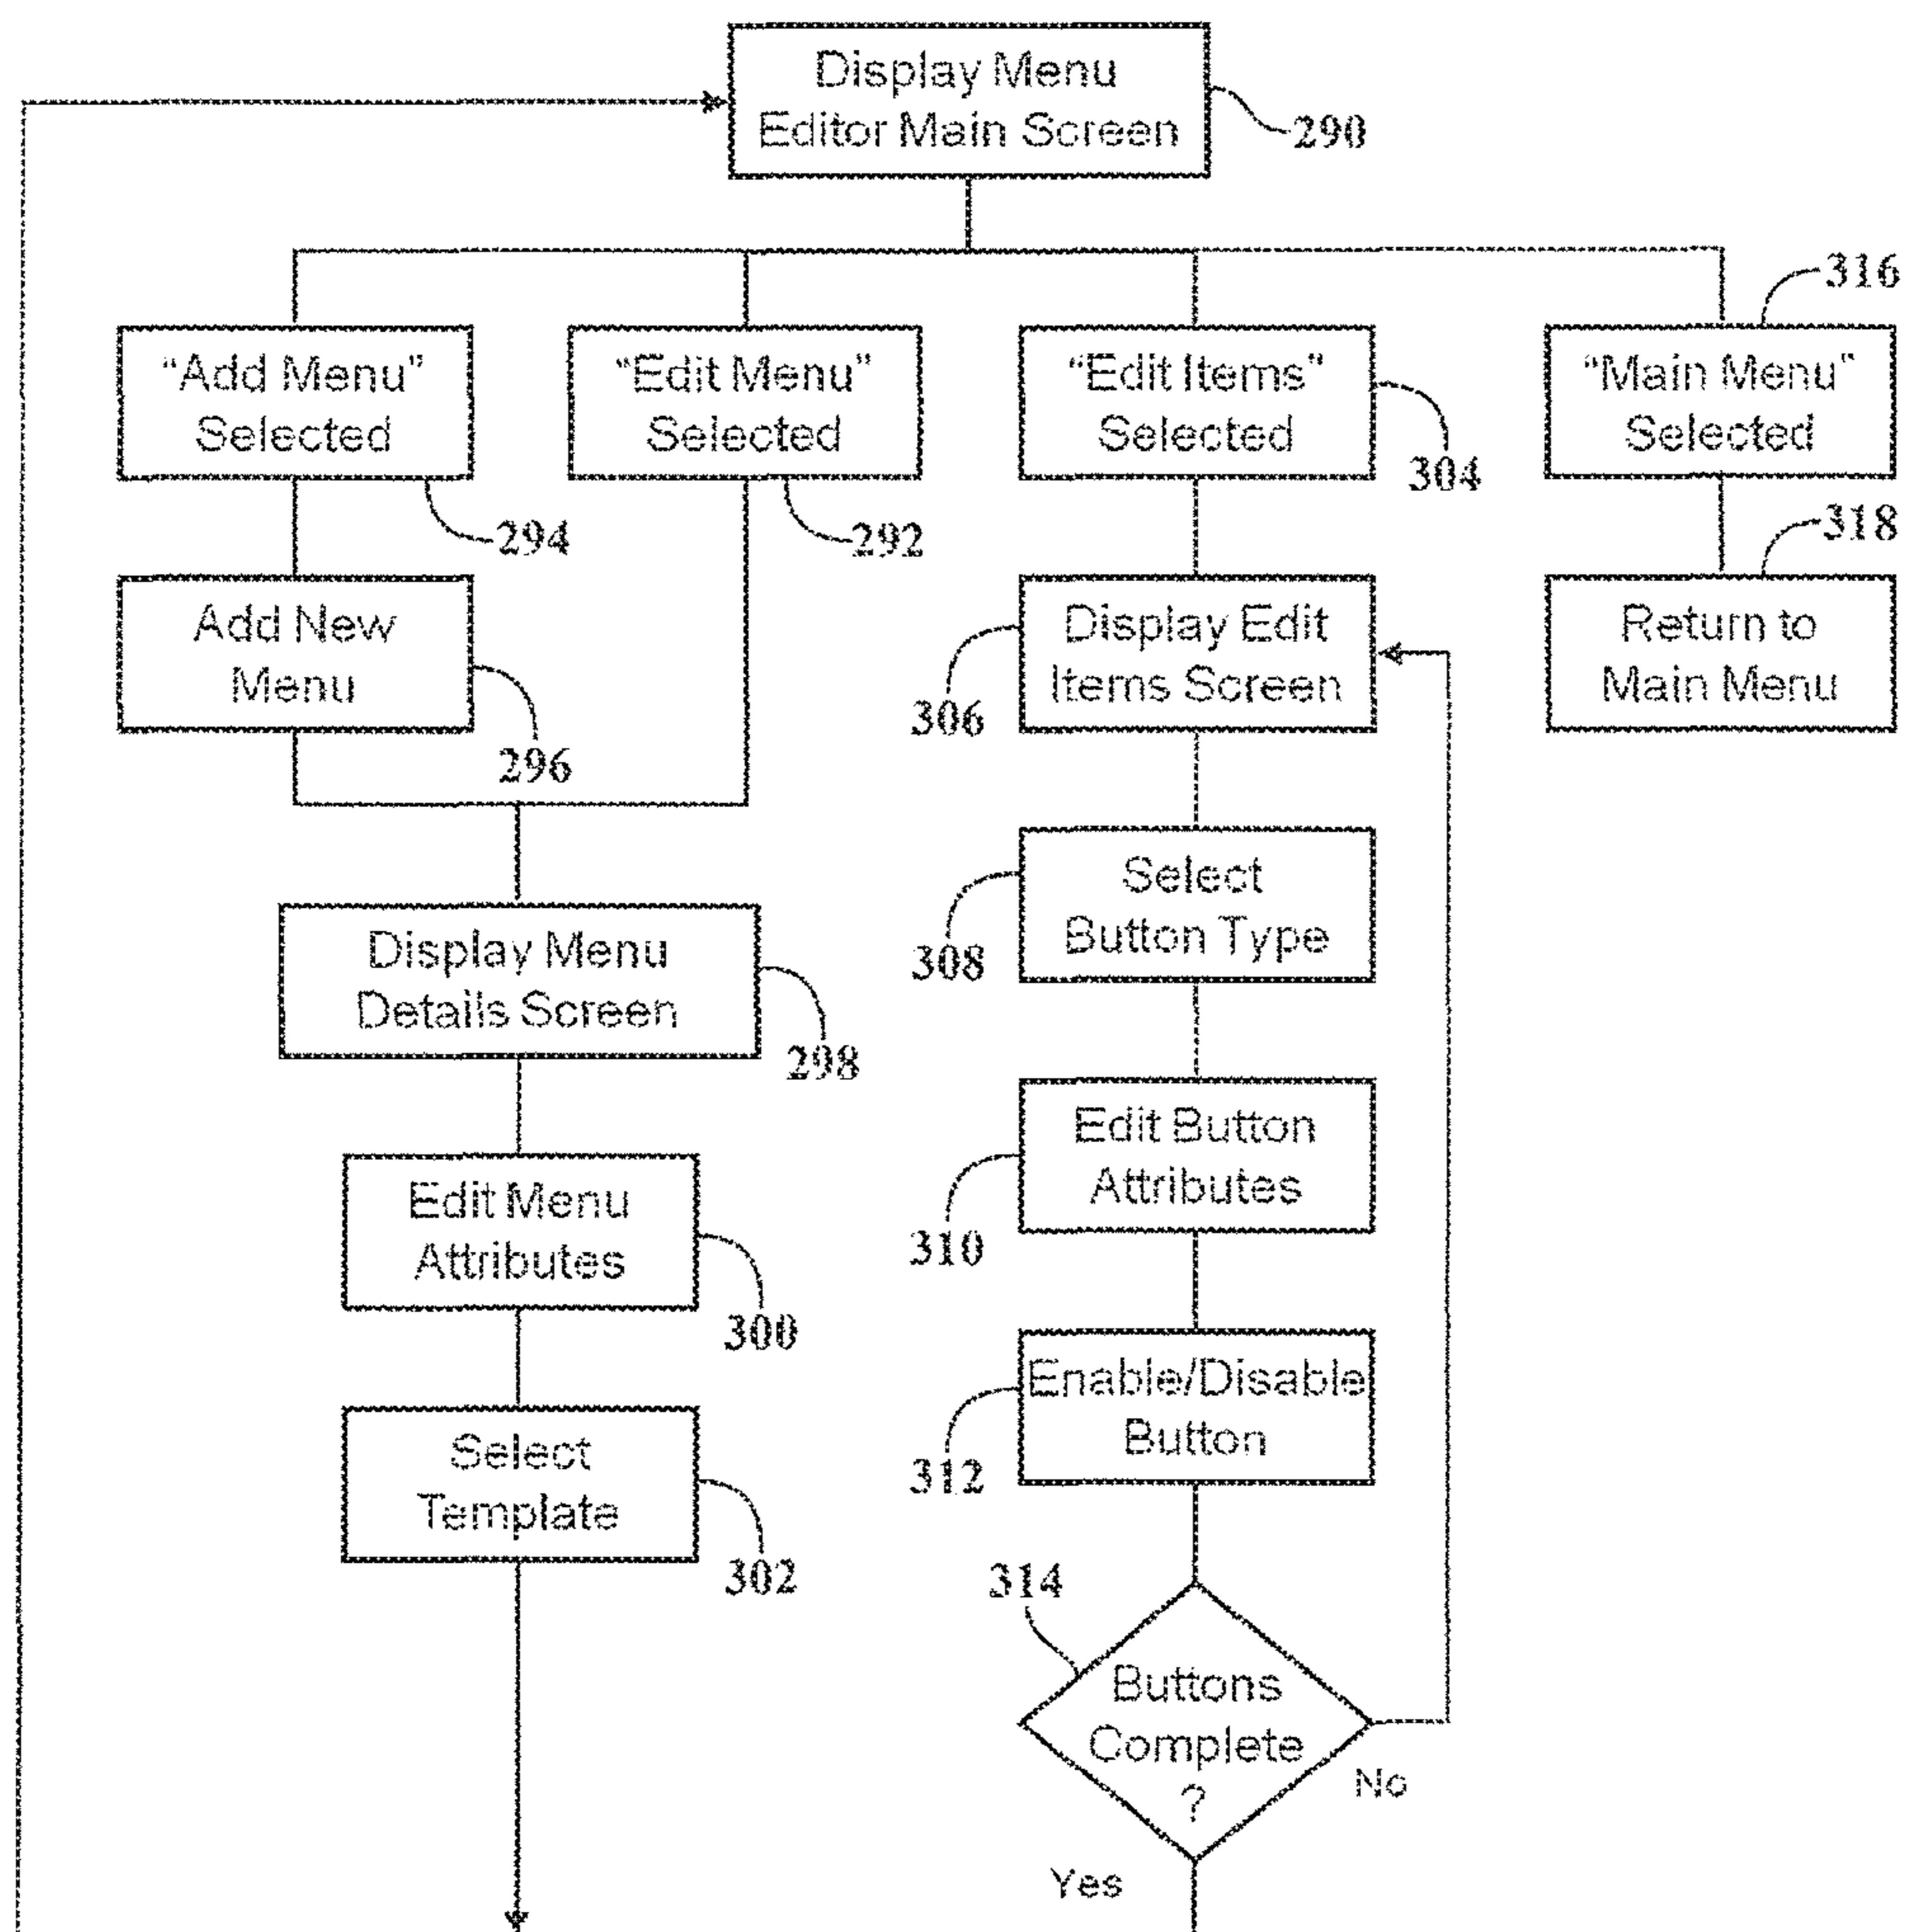 Display Menu
Editor Main Screen
290
316
"Add Menu"
Selected
"Edit Menu"
Selected
"Edit Items"
Selected
"Main Menu"
Selected
304
294
292
318
Add New
Menu
Display Edit
Items Screen
Return to
Main Menu
306
296
Select
Button Type
Display Menu
Details Screen
308
298
Edit Button
Attributes
Edit Menu
Attributes
310
300
Enable/Disable
Button
Select
Template
312
302
314
Buttons
Complete
?
No
Yes